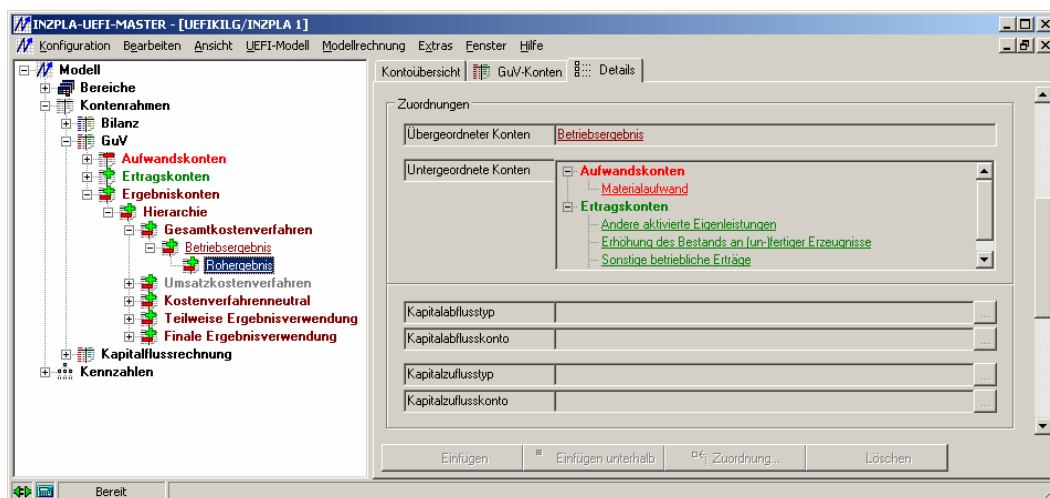 INZPLA-UEFI-MASTER - [UEFIKILG/INZPLA 1]
Konfiguration Bearbeiten Ansicht UEFI-Modell Modellrechnung Extras Fenster Hilfe
Modell
Bereiche
Kontenrahmen
Bilanz
GuV
Aufwandskonten
Ertragskonten
Ergebniskonten
Hierarchie
Gesamtkostenverfahren
Betriebsergebnis
Rohergebnis
Umsatzkostenverfahren
Kostenverfahrenneutral
Teilweise Ergebnisverwendung
Finale Ergebnisverwendung
Kapitalflussrechnung
Kennzahlen
Kontoübersicht GuV-Konten Details
Zuordnungen
Übergeordneter Konten Betriebsergebnis
Untergeordnete Konten
Aufwandskonten
Materialaufwand
Ertragskonten
Andere aktivierte Eigenleistungen
Erhöhung des Bestands an (un-)fertiger Erzeugnisse
Sonstige betriebliche Erträge
Kapitalabflusstyp ...
Kapitalabflusskonto ...
Kapitalzuflusstyp ...
Kapitalzuflusskonto ...
Einfügen Einfügen unterhalb Zuordnung... Löschen
Bereit